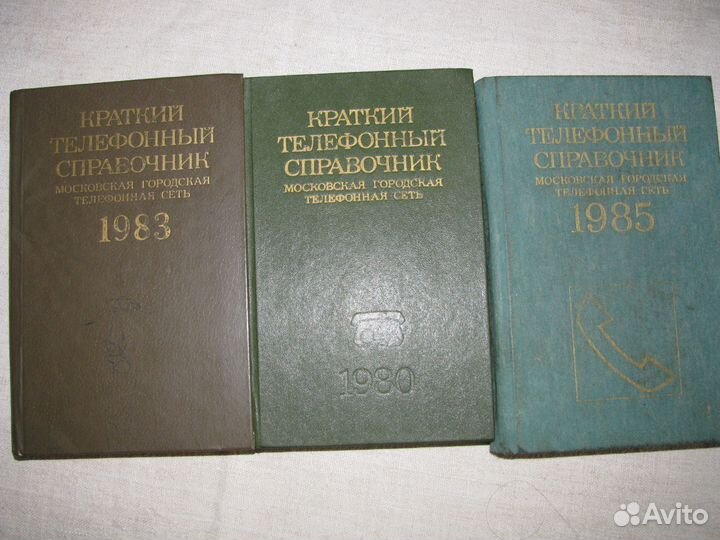 КРАТКИЙ
ТЕЛЕФОННЫЙ
СПРАВОЧНИК
МОСКОВСКАЯ ГОРОДСКАЯ
ТЕЛЕФОННАЯ СЕТЬ
1983
КРАТКИЙ
ТЕЛЕФОННЫЙ
СПРАВОЧНИК
МОСКОВСКАЯ ГОРОДСКАЯ
ТЕЛЕФОННАЯ СЕТЬ
1980
КРАТКИЙ
ТЕЛЕФОННЫЙ
СПРАВОЧНИК
МОСКОВСКАЯ ГОРОДСКАЯ
ТЕЛЕФОННАЯ СЕТЬ
1985
Avito